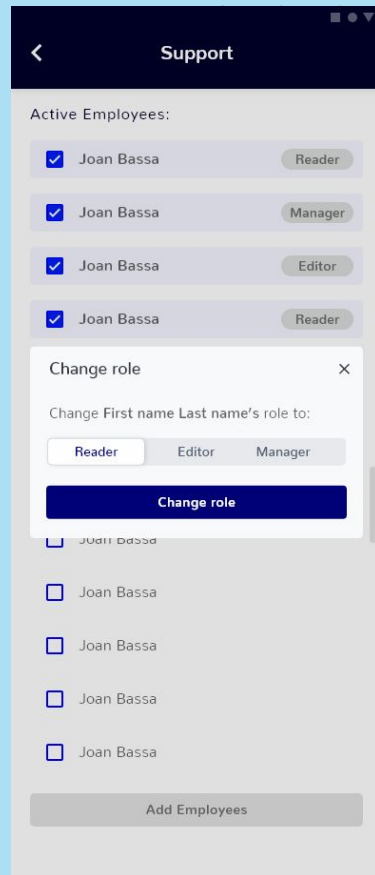 Support
Active Employees:
Joan Bassa Reader
Joan Bassa Manager
Joan Bassa Editor
Joan Bassa Reader
Change role
Change First name Last name's role to:
Reader Editor Manager
Change role
Joan Bassa
Joan Bassa
Joan Bassa
Joan Bassa
Joan Bassa
Add Employees